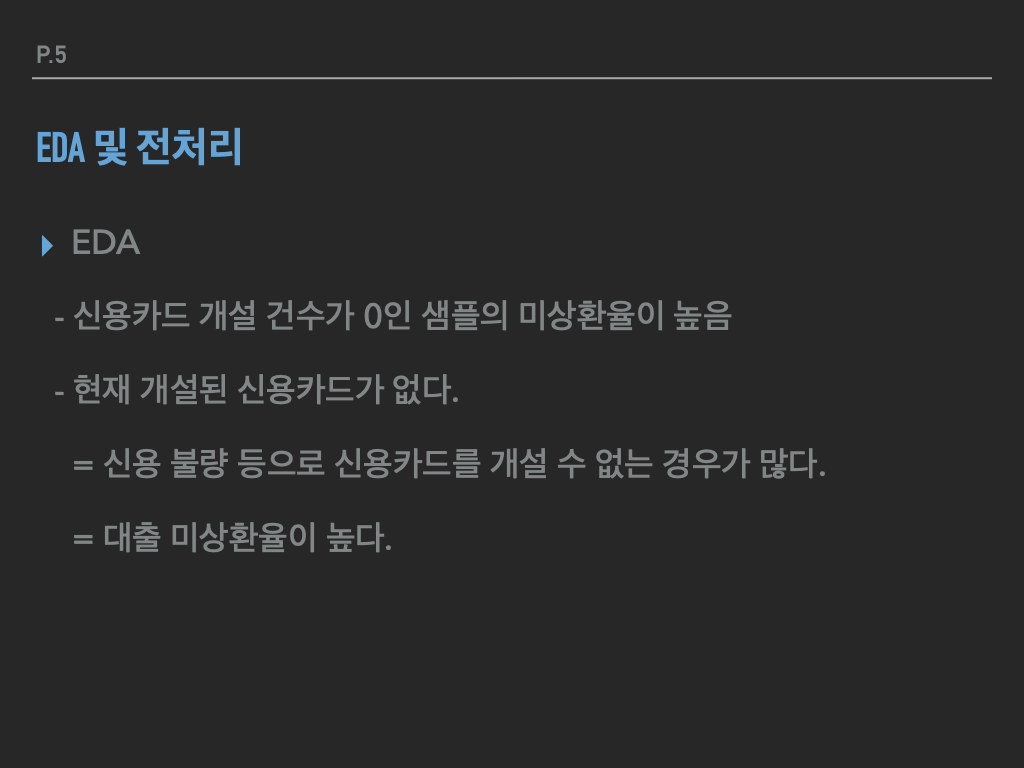 P.5
EDA 및 전처리
▸ EDA
- 신용카드 개설 건수가 0인 샘플의 미상환율이 높음
- 현재 개설된 신용카드가 없다.
= 신용 불량 등으로 신용카드를 개설 수 없는 경우가 많다.
= 대출 미상환율이 높다.